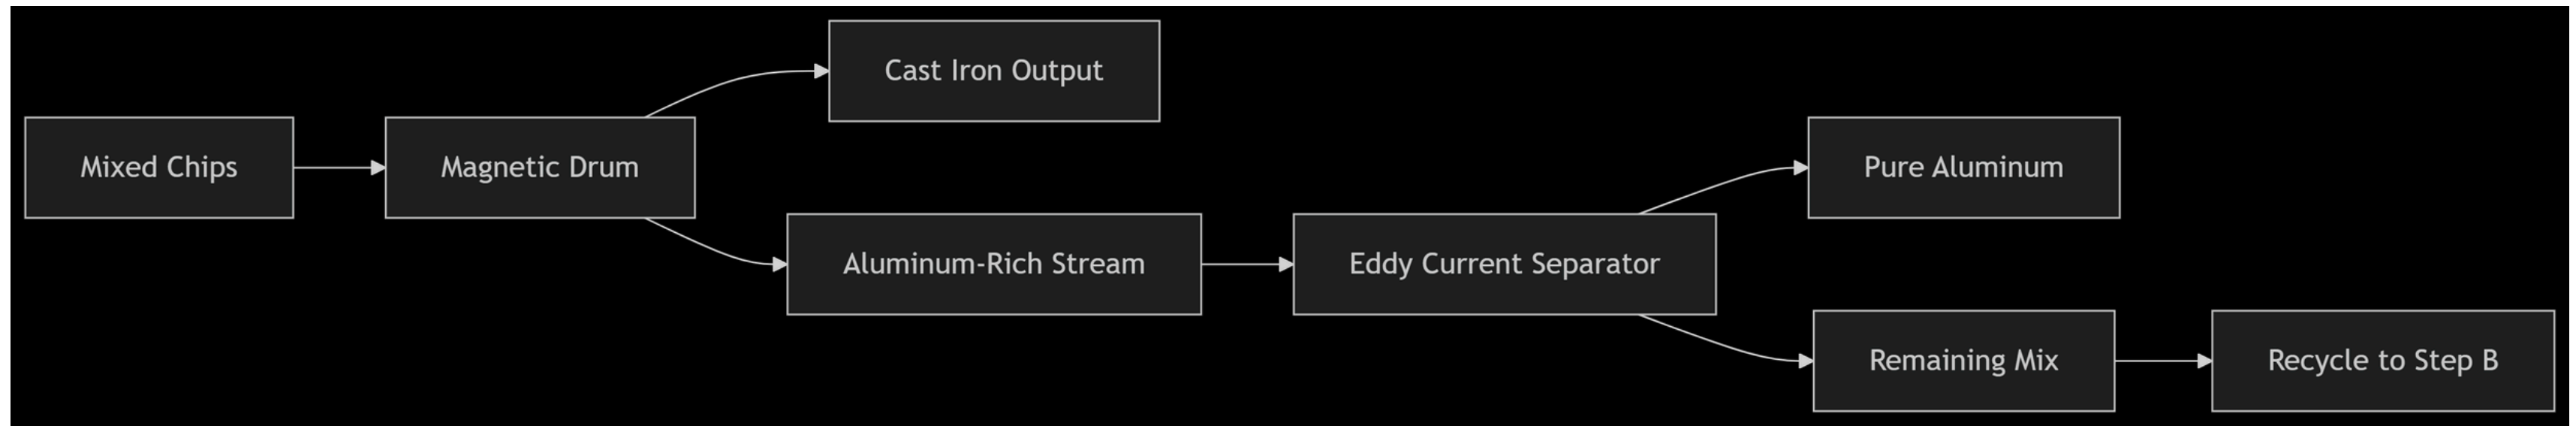 Mixed Chips
Magnetic Drum
Cast Iron Output
Aluminum-Rich Stream
Eddy Current Separator
Pure Aluminum
Remaining Mix
Recycle to Step B